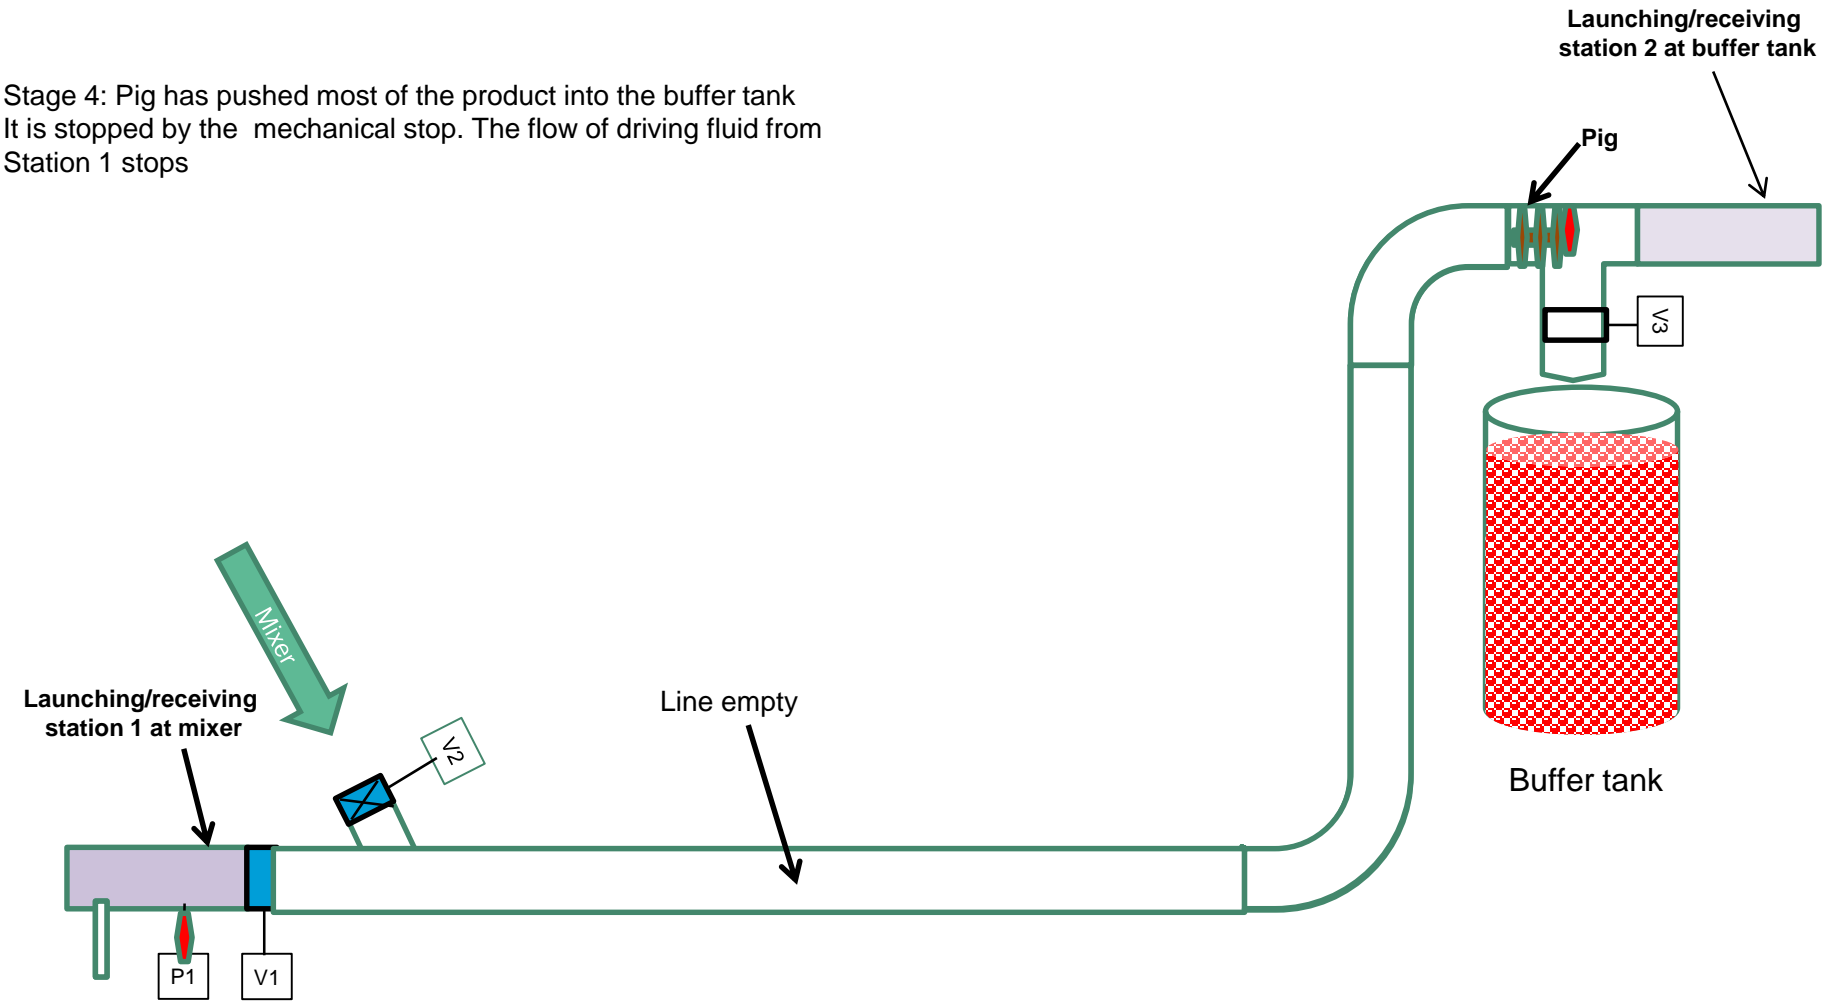 Launching/receiving
station 2 at buffer tank
Stage 4: Pig has pushed most of the product into the buffer tank
It is stopped by the  mechanical stop. The flow of driving fluid from
Station 1 stops
Pig
V3
Mixer
Launching/receiving
station 1 at mixer
Line empty
V2
Buffer tank
P1
V1